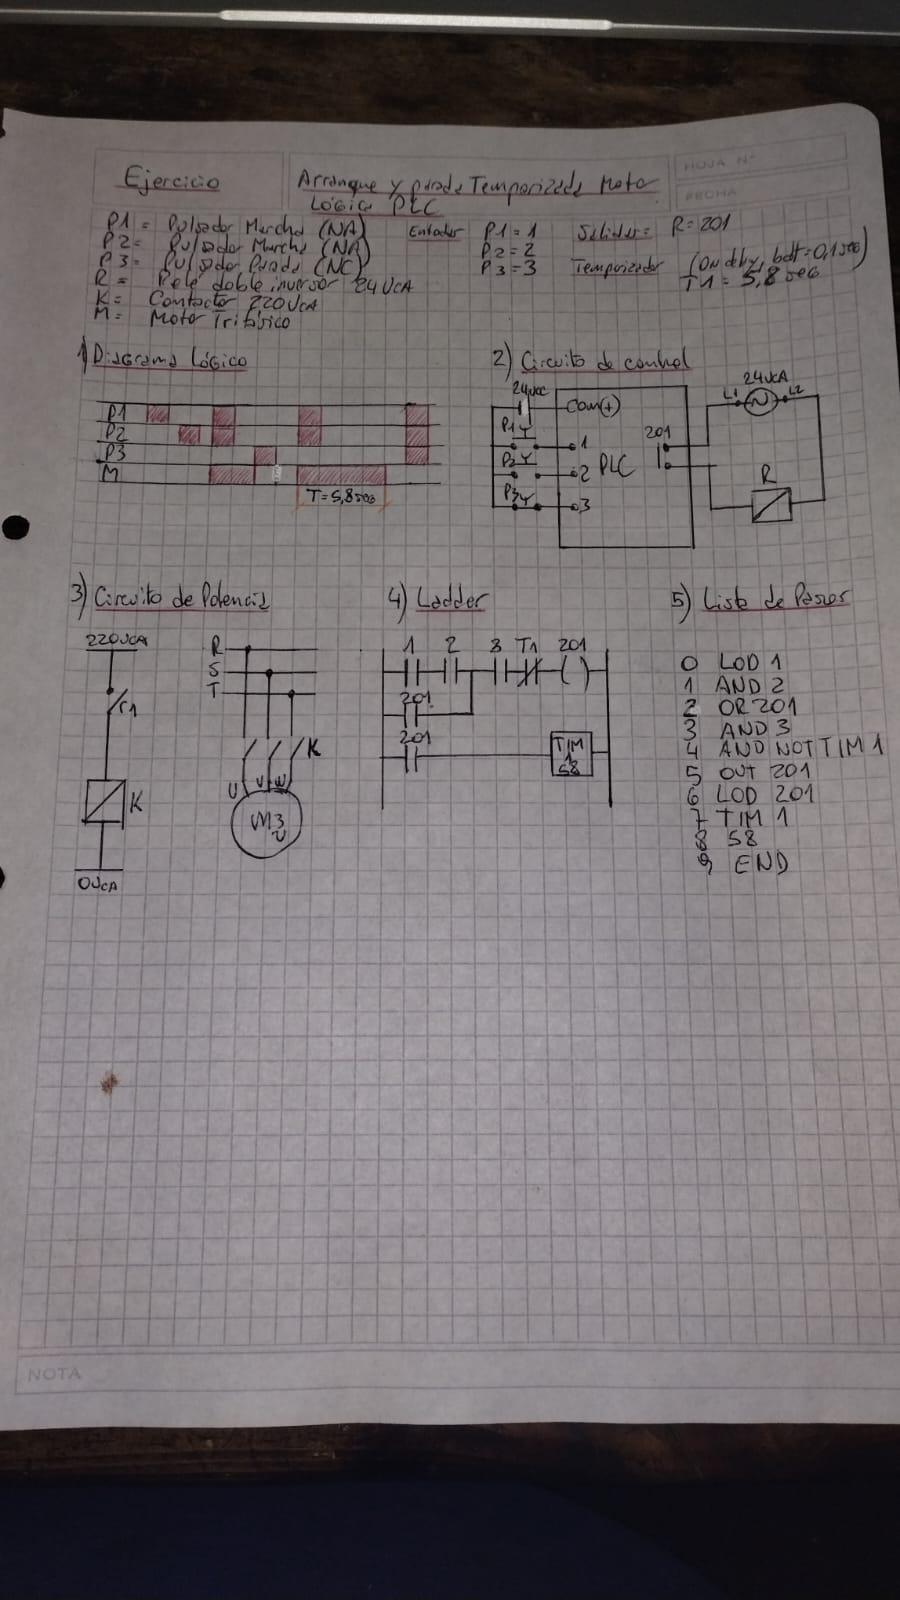 HOJA N°
FECHA
Ejercicio
Arranque y parada Temporizada Motor
Lógica PLC
P1 = Pulsador Marcha (NA)
P2 = Pulsador Marcha (NA)
P3 = Pulsador Parada (NC)
R = Relé doble inversor 24VCA
K = Contactor 220VCA
M = Motor Trifásico
Entradas P1 = 1
P2 = 2
P3 = 3
Salidas = R = 201
Temporizador (On dly, bdt = 0,1 seg)
T1 = 5,8 seg
1) Diagrama Lógico
P1
P2
P3
M
T = 5,8 seg
2) Circuito de control
24VCC
Com(+)
P1
P2
P3
1
2
3
PLC
201
24VCA
L1
L2
R
3) Circuito de Potencia
220VCA
r1
K
0VCA
R
S
T
K
U V W
M3
4) Ladder
1 2 3 T1 201
201
201
TIM
1
58
5) Lista de Pasos
0 LOD 1
1 AND 2
2 OR 201
3 AND 3
4 AND NOT TIM 1
5 OUT 201
6 LOD 201
7 TIM 1
8 58
9 END
NOTA